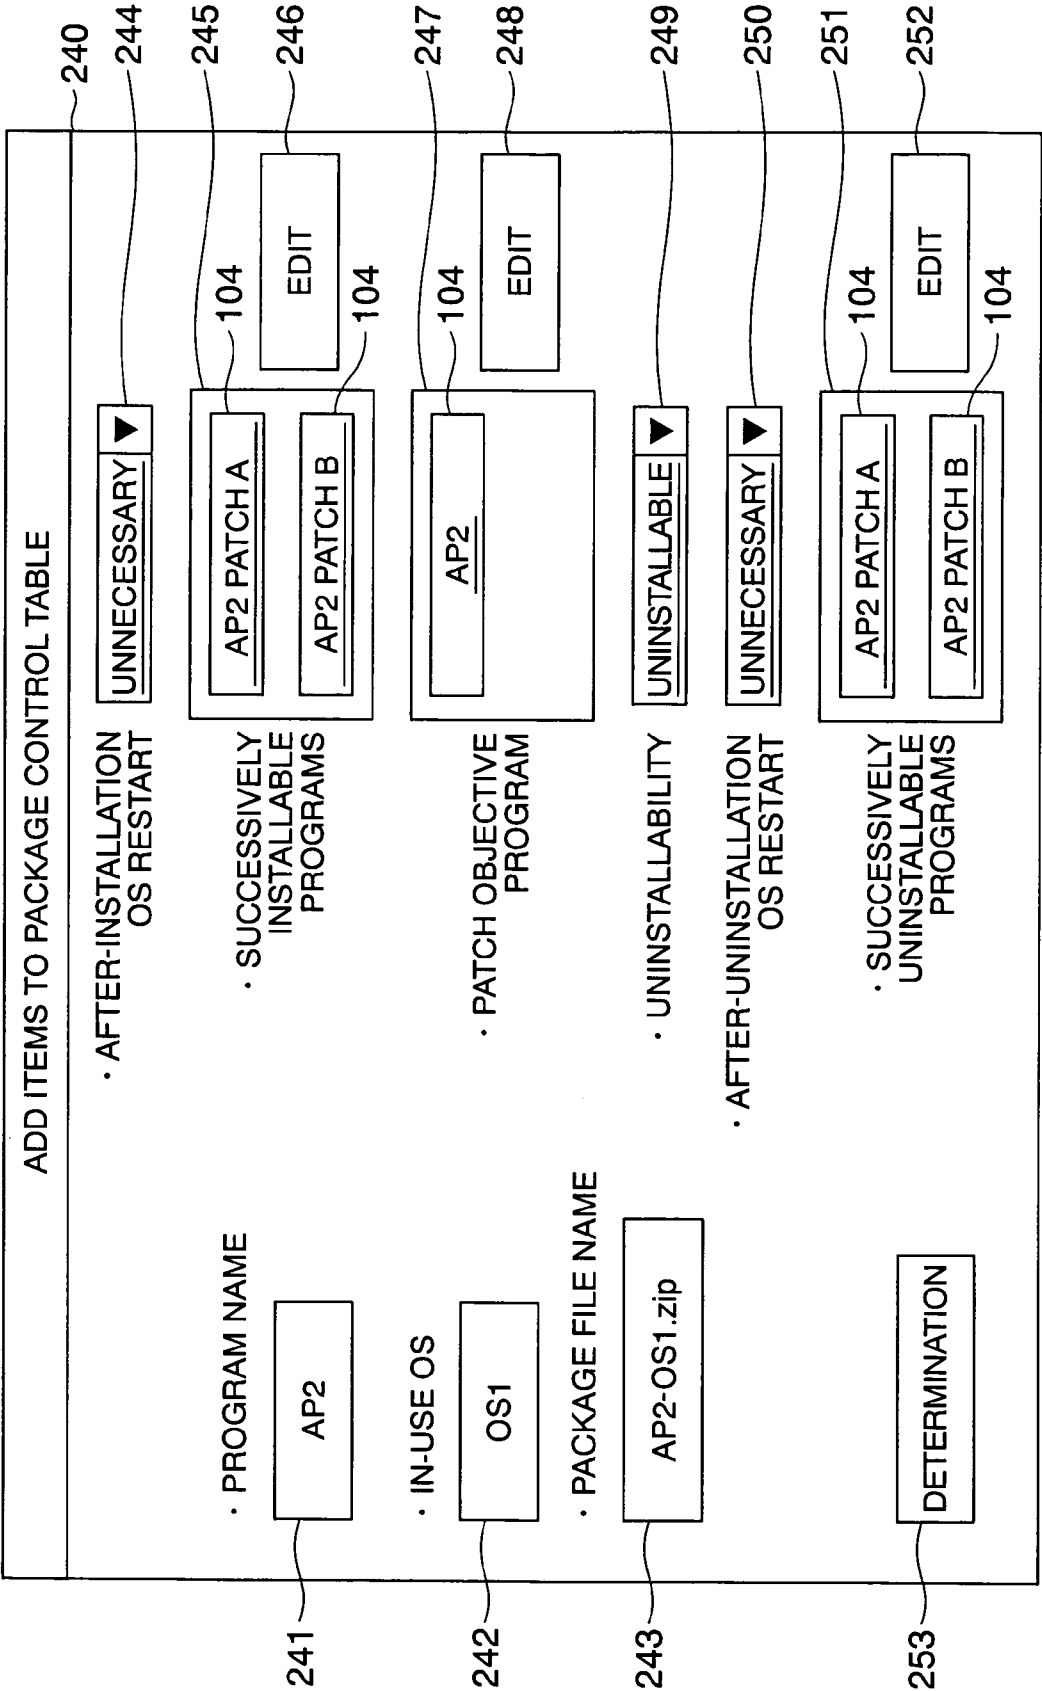 ADD ITEMS TO PACKAGE CONTROL TABLE
240
· PROGRAM NAME
AP2
241
· IN-USE OS
OS1
242
· PACKAGE FILE NAME
AP2-OS1.zip
243
DETERMINATION
253
· AFTER-INSTALLATION
OS RESTART
UNNECESSARY ▼
244
· SUCCESSIVELY
INSTALLABLE
PROGRAMS
245
AP2 PATCH A
104
AP2 PATCH B
104
EDIT
246
· PATCH OBJECTIVE
PROGRAM
247
AP2
104
EDIT
248
· UNINSTALLABILITY
UNINSTALLABLE ▼
249
· AFTER-UNINSTALLATION
OS RESTART
UNNECESSARY ▼
250
· SUCCESSIVELY
UNINSTALLABLE
PROGRAMS
251
AP2 PATCH A
104
AP2 PATCH B
104
EDIT
252